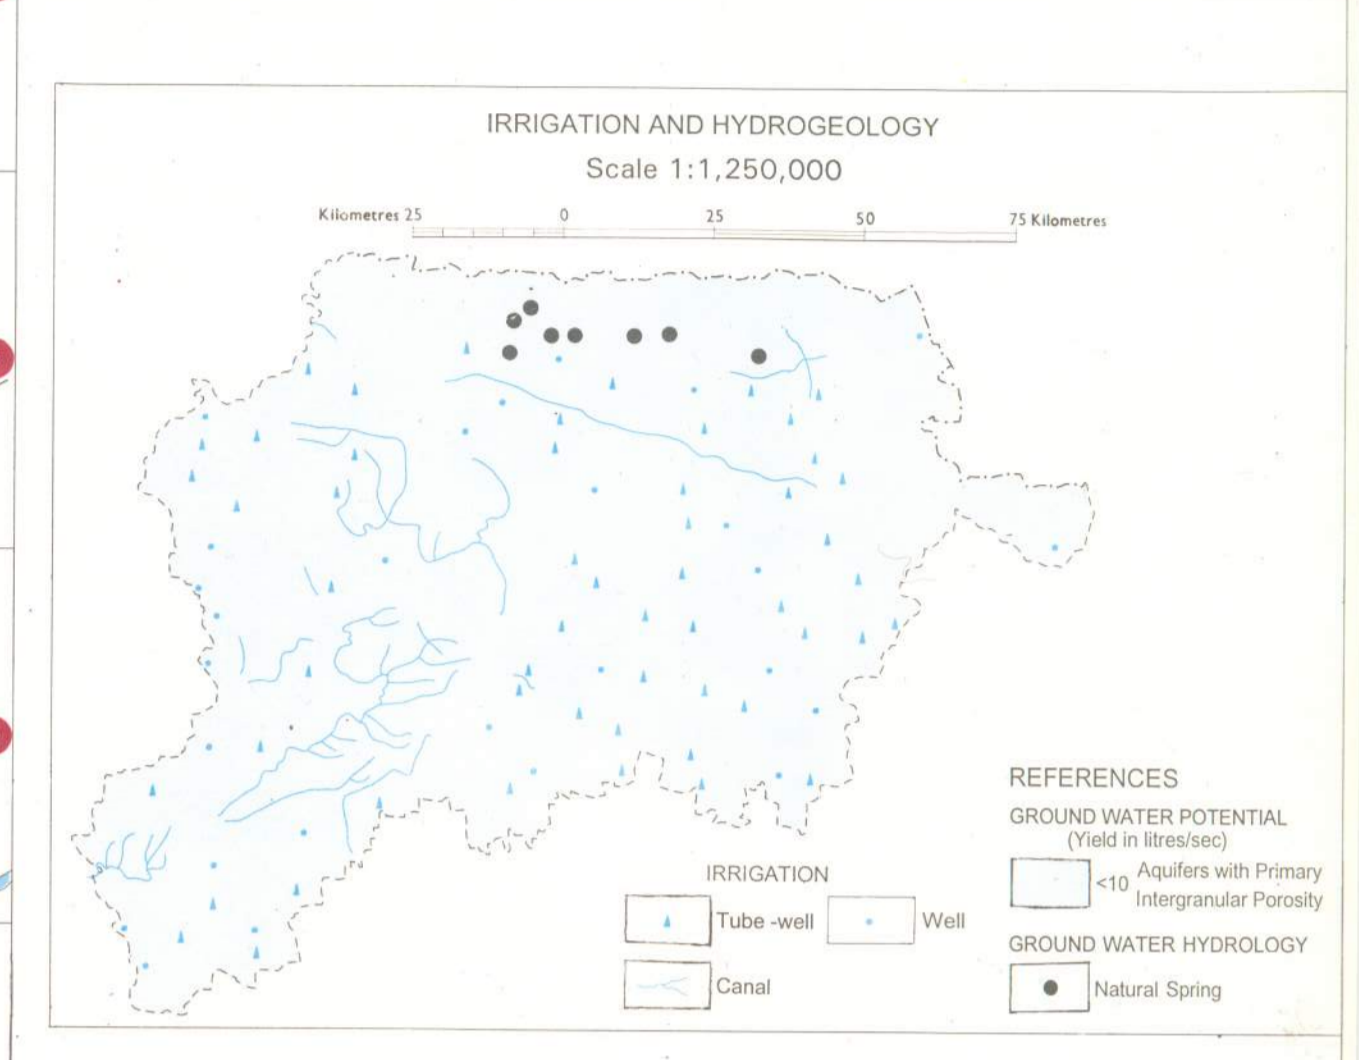 IRRIGATION AND HYDROGEOLOGY
Scale 1:1,250,000
Kilometres 25 0 25 50 75 Kilometres
REFERENCES
GROUND WATER POTENTIAL
(Yield in litres/sec)
<10 Aquifers with Primary
Intergranular Porosity
GROUND WATER HYDROLOGY
Natural Spring
IRRIGATION
Tube -well Well
Canal